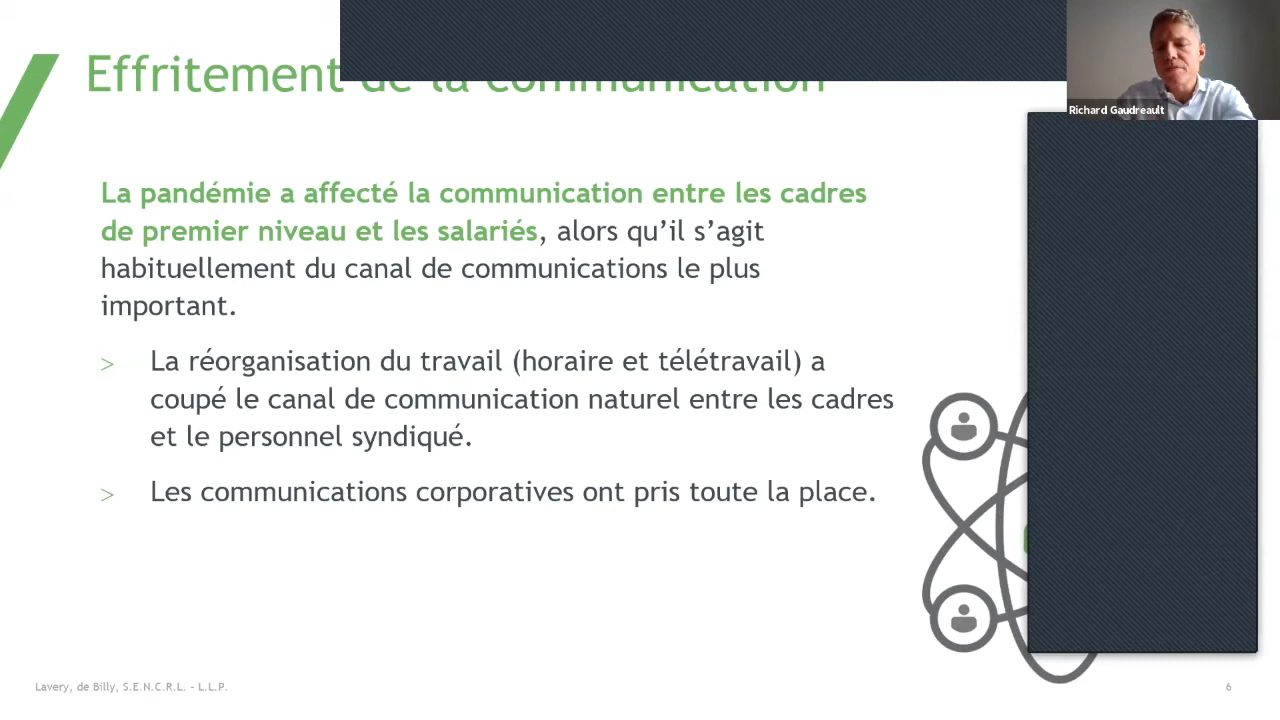 Effritement de la communication
Richard Gaudreault
La pandémie a affecté la communication entre les cadres
de premier niveau et les salariés, alors qu’il s’agit
habituellement du canal de communications le plus
important.
> La réorganisation du travail (horaire et télétravail) a
coupé le canal de communication naturel entre les cadres
et le personnel syndiqué.
> Les communications corporatives ont pris toute la place.
Lavery, de Billy, S.E.N.C.R.L. - L.L.P.
6